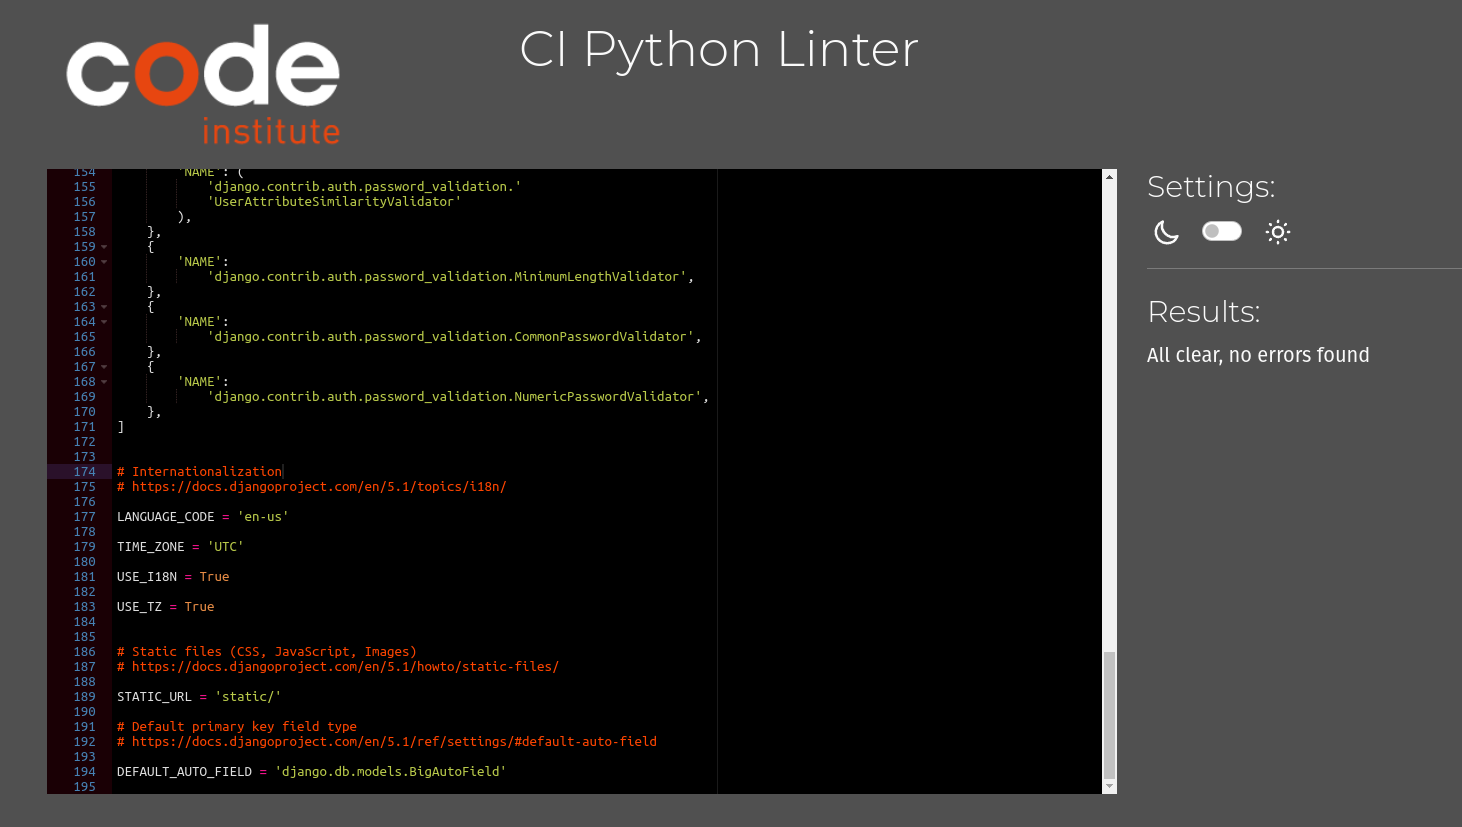 code
institute
CI Python Linter
154 'NAME': (
155 'django.contrib.auth.password_validation.'
156 'UserAttributeSimilarityValidator'
157 ),
158 },
159 {
160 'NAME':
161 'django.contrib.auth.password_validation.MinimumLengthValidator',
162 },
163 {
164 'NAME':
165 'django.contrib.auth.password_validation.CommonPasswordValidator',
166 },
167 {
168 'NAME':
169 'django.contrib.auth.password_validation.NumericPasswordValidator',
170 },
171 ]
172
173
174 # Internationalization
175 # https://docs.djangoproject.com/en/5.1/topics/i18n/
176
177 LANGUAGE_CODE = 'en-us'
178
179 TIME_ZONE = 'UTC'
180
181 USE_I18N = True
182
183 USE_TZ = True
184
185
186 # Static files (CSS, JavaScript, Images)
187 # https://docs.djangoproject.com/en/5.1/howto/static-files/
188
189 STATIC_URL = 'static/'
190
191 # Default primary key field type
192 # https://docs.djangoproject.com/en/5.1/ref/settings/#default-auto-field
193
194 DEFAULT_AUTO_FIELD = 'django.db.models.BigAutoField'
195
Settings:
Results:
All clear, no errors found